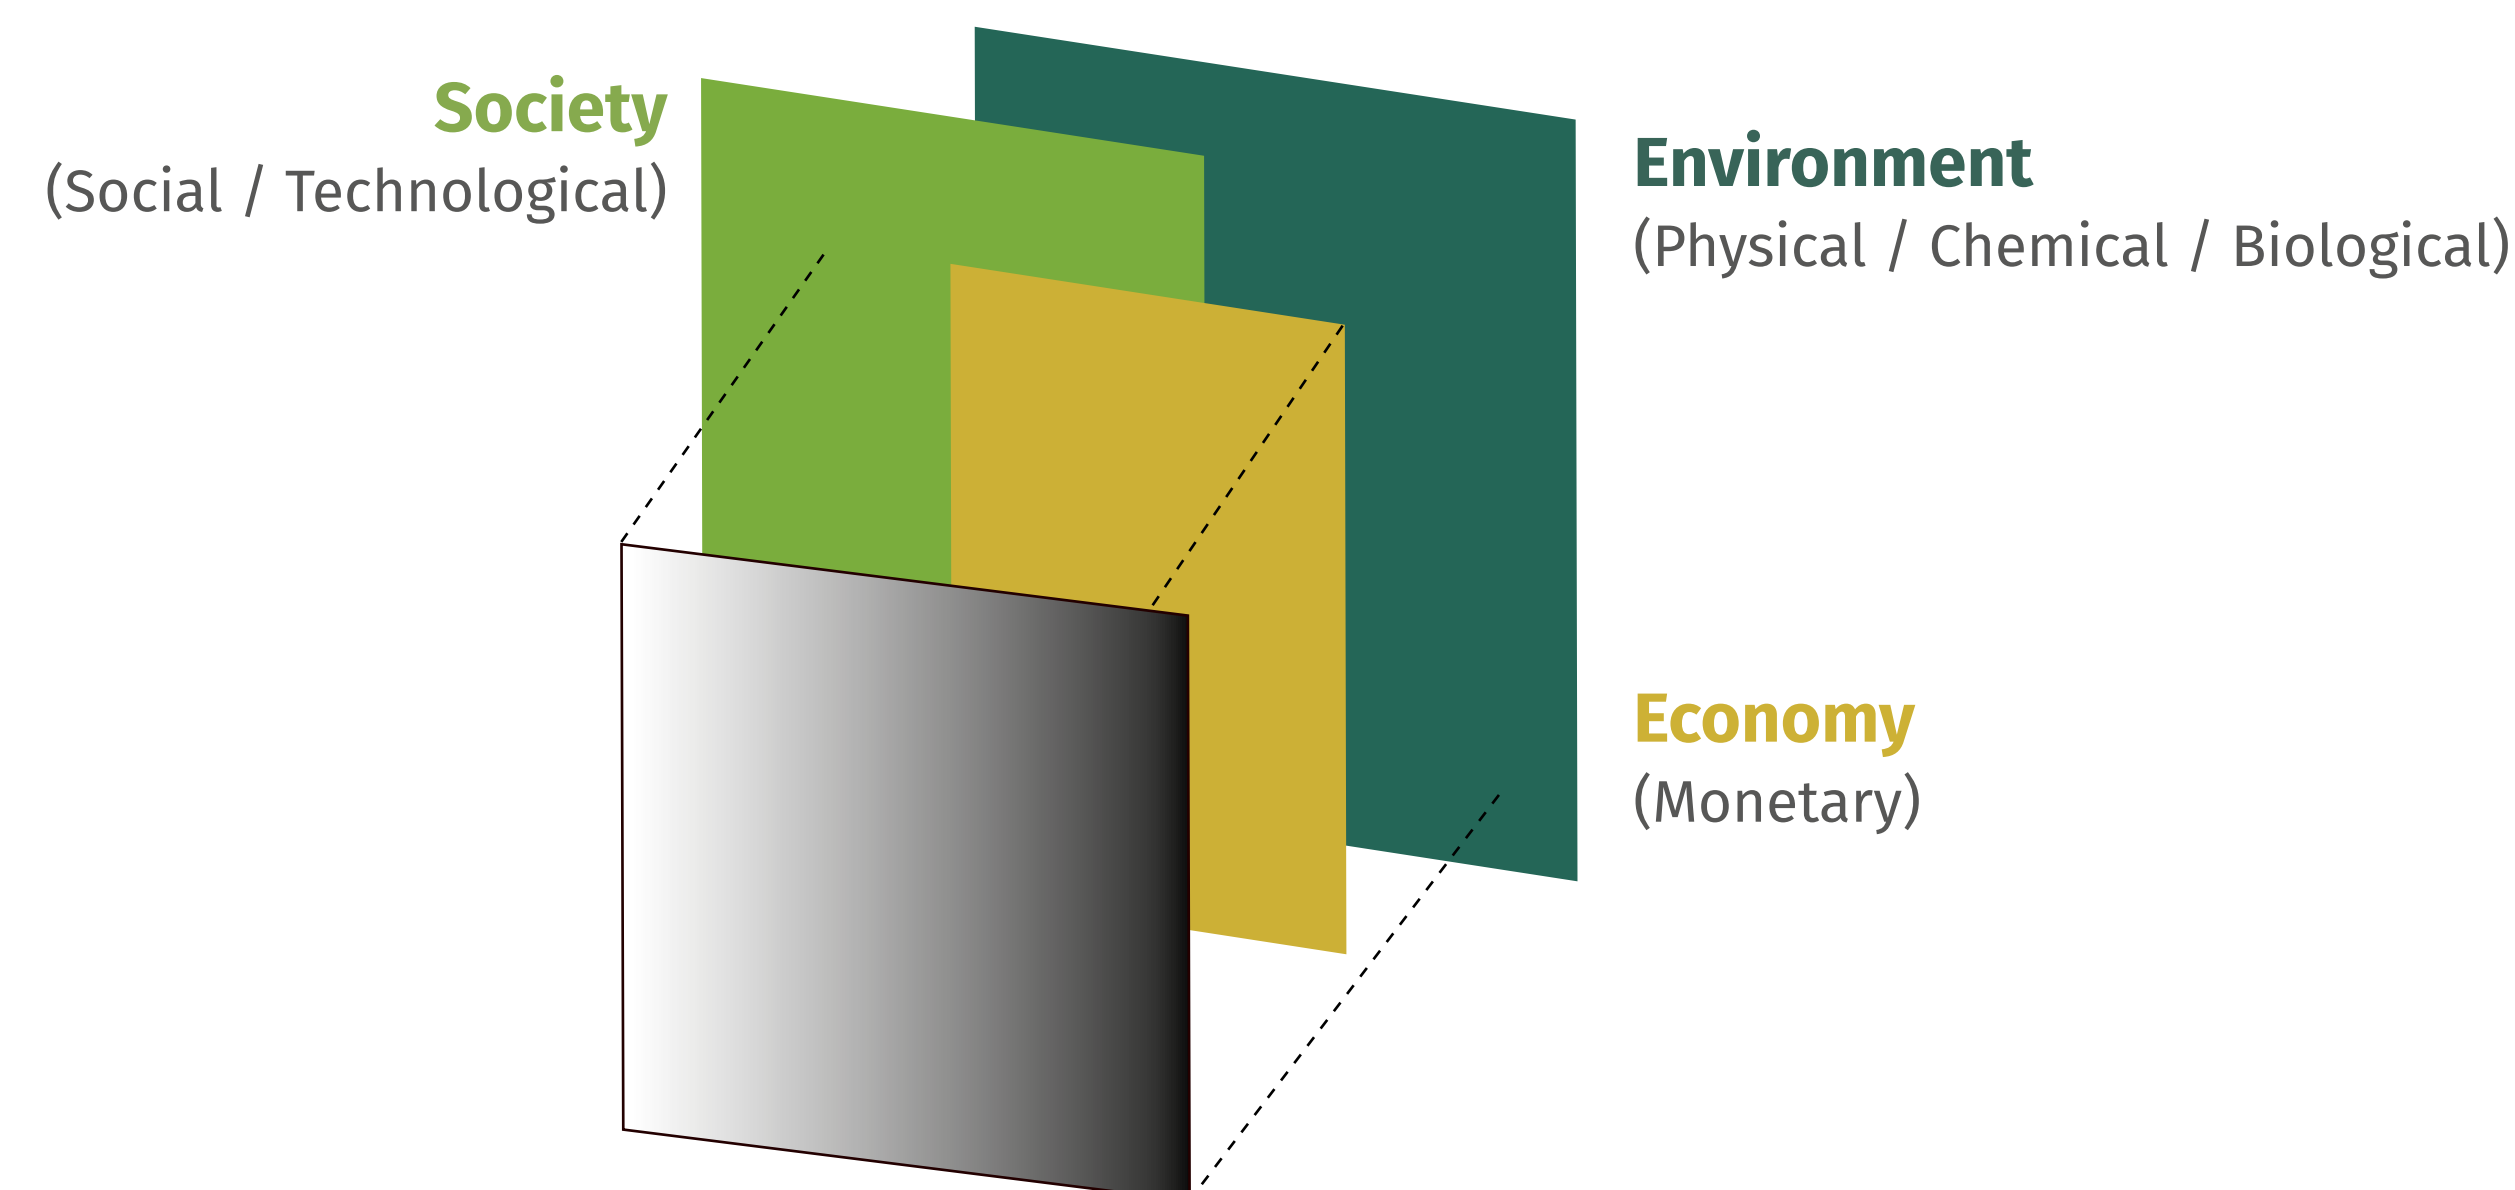 Society
(Social / Technological)
Environment
(Physical / Chemical / Biological)
Economy
(Monetary)